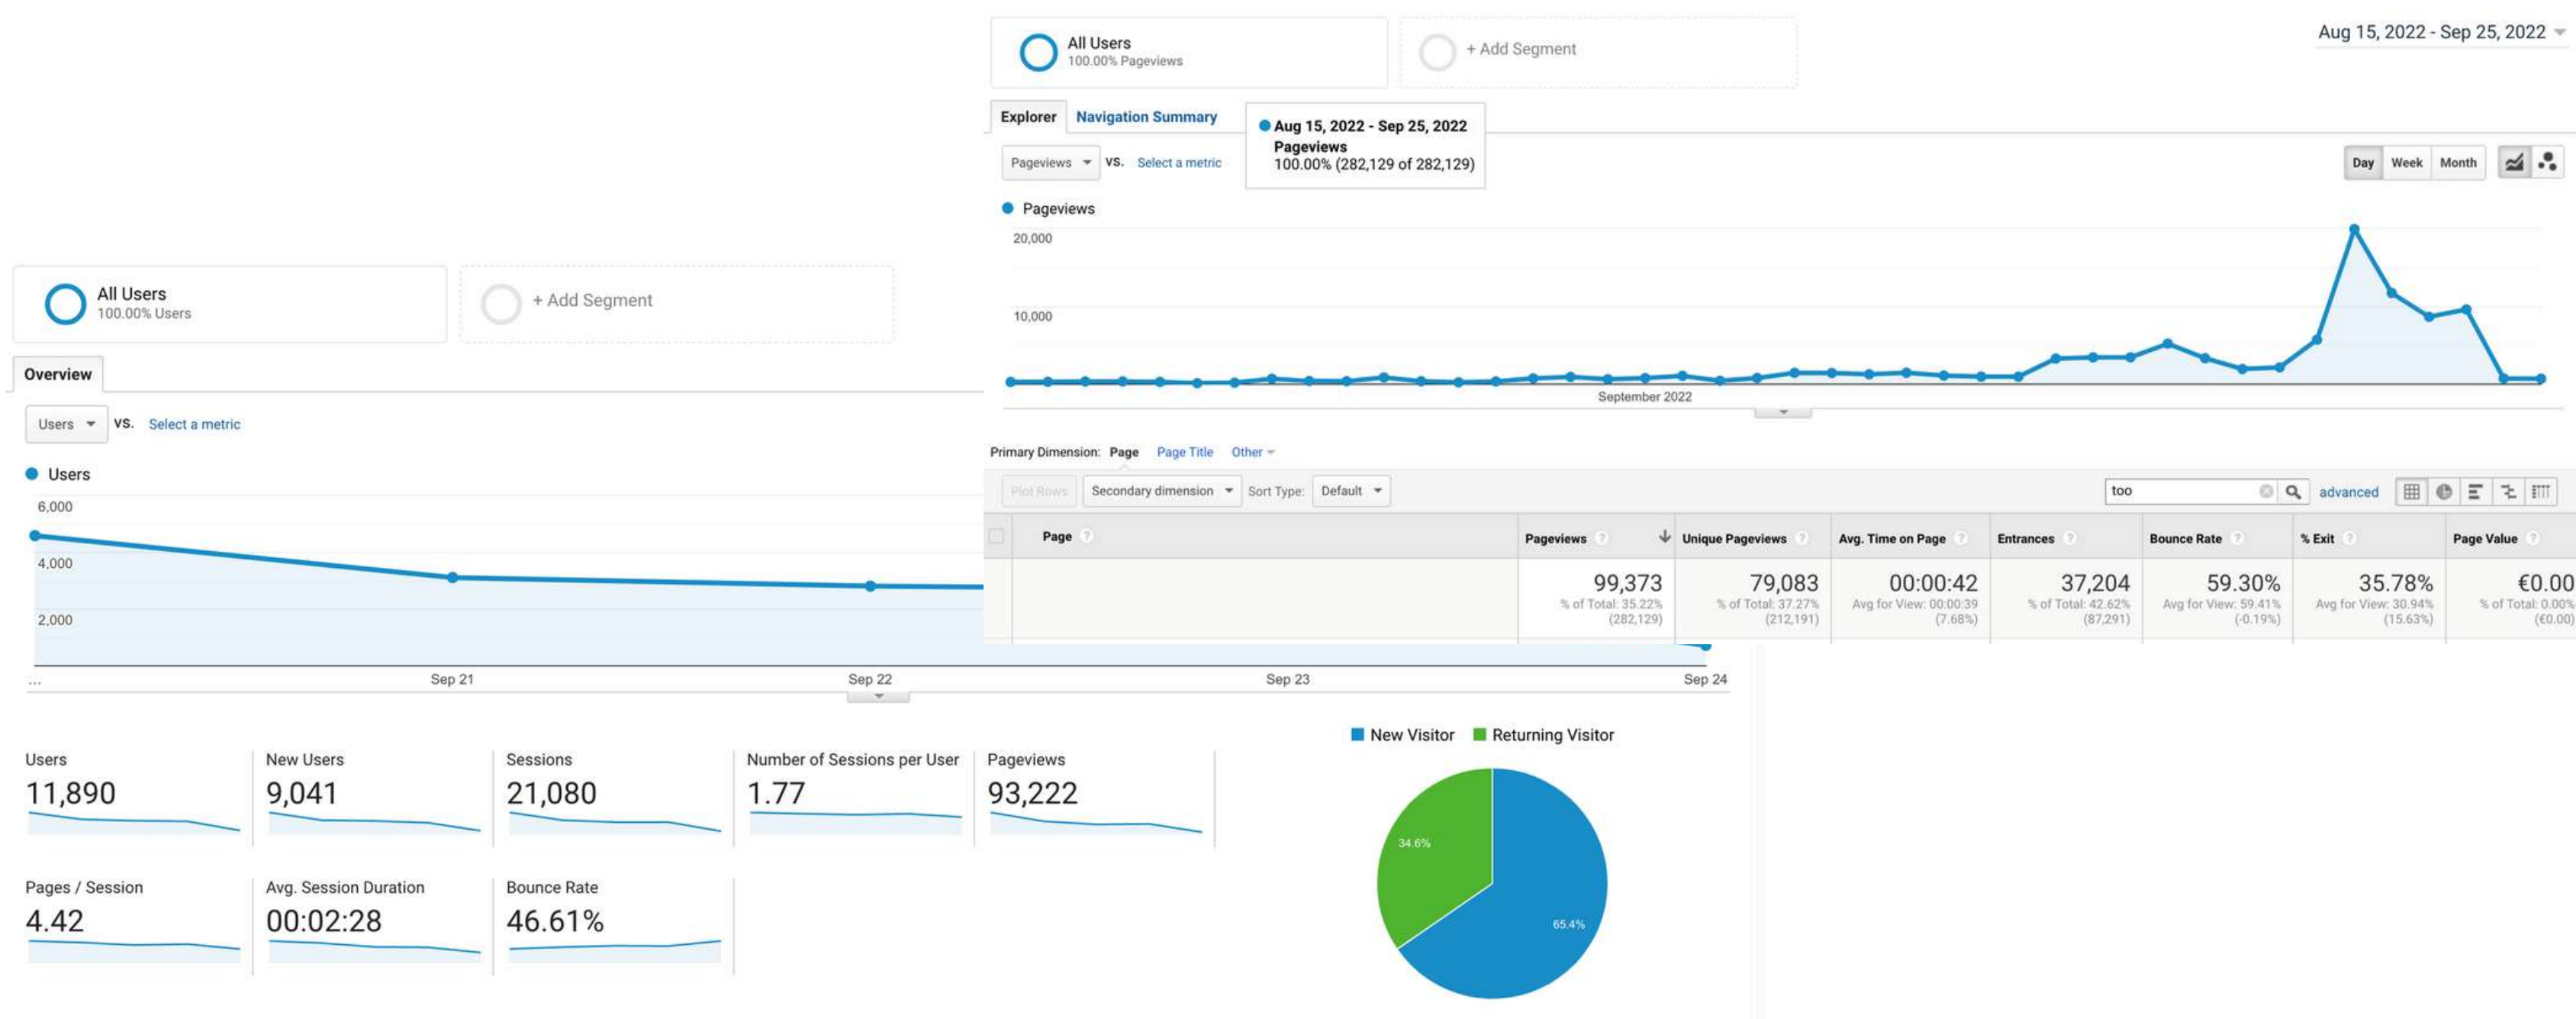 All Users
100.00% Pageviews
+ Add Segment
Aug 15, 2022 - Sep 25, 2022
Explorer
Navigation Summary
Aug 15, 2022 - Sep 25, 2022
Pageviews
100.00% (282,129 of 282,129)
Pageviews
VS.
Select a metric
Day
Week
Month
Pageviews
20,000
10,000
September 2022
Primary Dimension:
Page
Page Title
Other
Plot Rows
Secondary dimension
Sort Type:
Default
too
advanced
Page
Pageviews
Unique Pageviews
Avg. Time on Page
Entrances
Bounce Rate
% Exit
Page Value
99,373
% of Total: 35.22%
(282,129)
79,083
% of Total: 37.27%
(212,191)
00:00:42
Avg for View: 00:00:39
(7.68%)
37,204
% of Total: 42.62%
(87,291)
59.30%
Avg for View: 59.41%
(-0.19%)
35.78%
Avg for View: 30.94%
(15.63%)
€0.00
% of Total: 0.00%
(€0.00)
All Users
100.00% Users
+ Add Segment
Overview
Users
VS.
Select a metric
Users
6,000
4,000
2,000
...
Sep 21
Sep 22
Sep 23
Sep 24
Users
11,890
New Users
9,041
Sessions
21,080
Number of Sessions per User
1.77
Pageviews
93,222
Pages / Session
4.42
Avg. Session Duration
00:02:28
Bounce Rate
46.61%
New Visitor
Returning Visitor
34.6%
65.4%